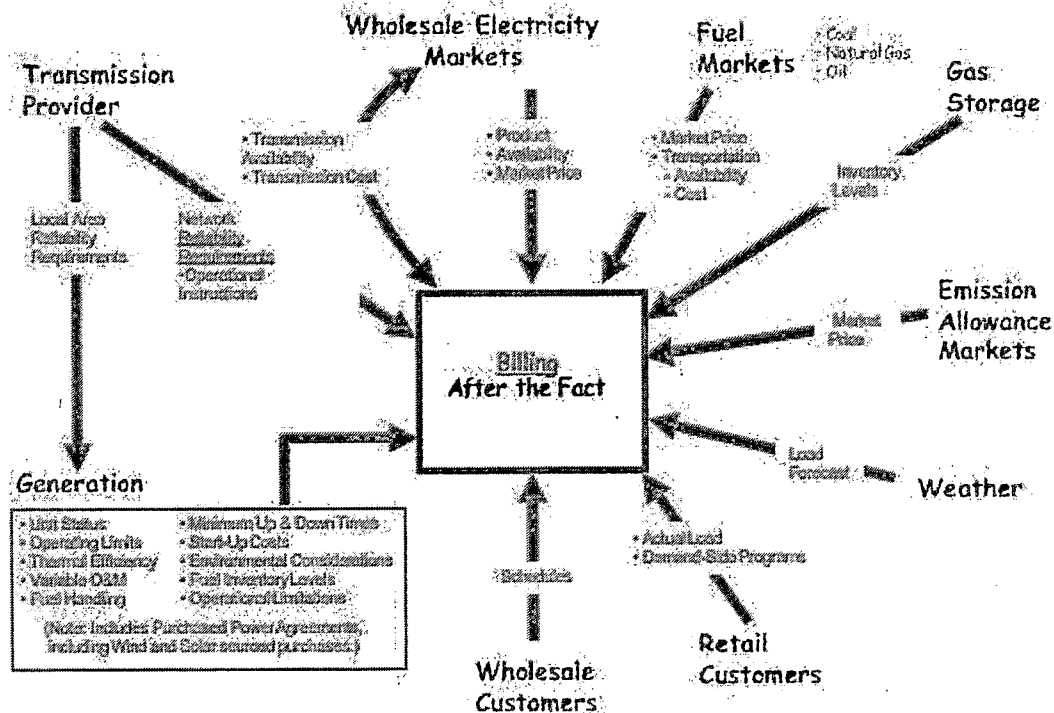 Transmission
Provider
Wholesale Electricity
Markets
Fuel
Markets
• Coal
• Natural Gas
• Oil
Gas
Storage
• Transmission
Availability
• Transmission Cost
• Product
• Availability
• Market Price
• Market Price
• Transportation
- Availability
- Cost
Inventory
Levels
Local Area
Reliability
Requirements
Network
Reliability
Requirements
• Operational
Instructions
Emission
Allowance
Markets
Market
Price
Billing
After the Fact
Load
Forecast
Weather
Generation
• Unit Status
• Operating Limits
• Thermal Efficiency
• Variable O&M
• Fuel Handling
• Minimum Up & Down Times
• Start-Up Costs
• Environmental Considerations
• Fuel Inventory Levels
• Operational Limitations
(Note: Includes Purchased Power Agreements,
including Wind and Solar sourced purchases.)
• Actual Load
• Demand-Side Programs
Schedules
Wholesale
Customers
Retail
Customers